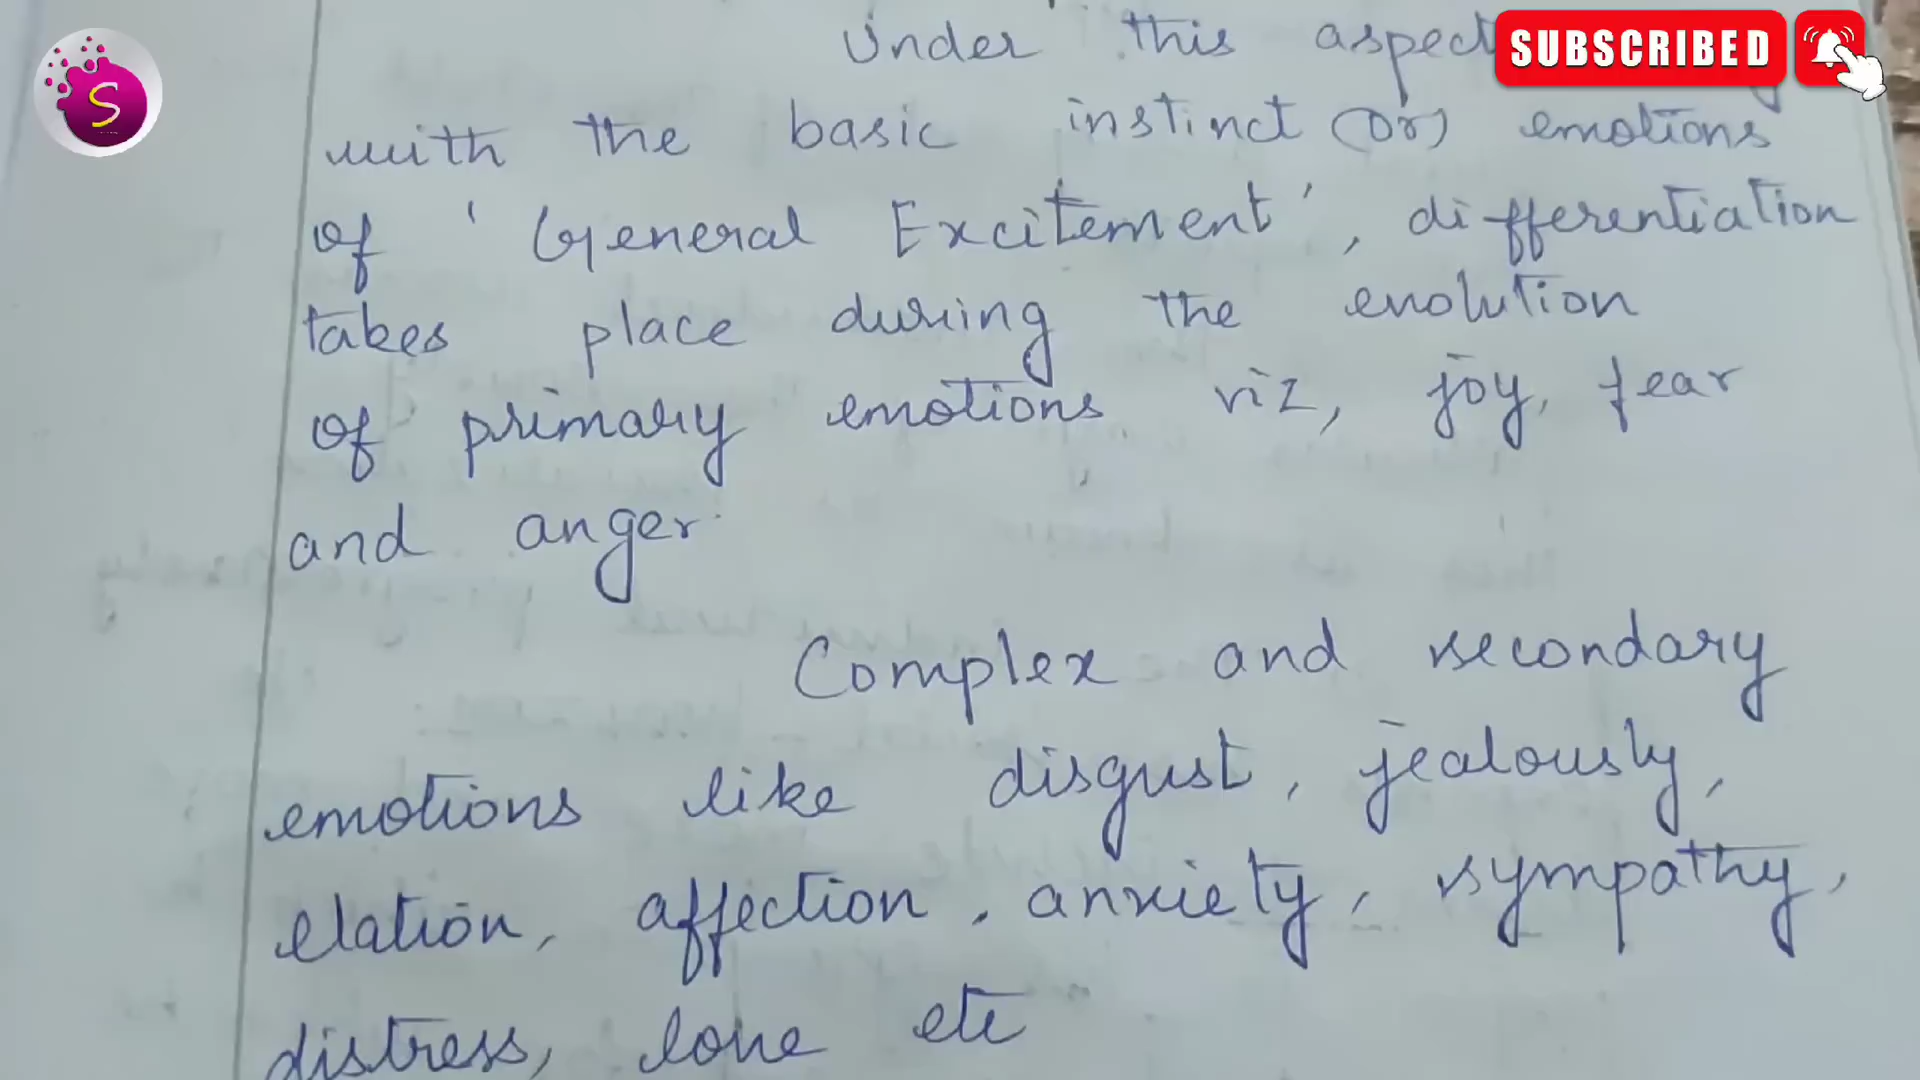 Under this aspect
SUBSCRIBED
S
with the basic instinct (or) emotions
of 'General Excitement', differentiation
takes place during the evolution
of primary emotions viz, joy, fear
and anger
Complex and secondary
emotions like disgust, jealously,
elation, affection, anxiety, sympathy,
distress, love etc